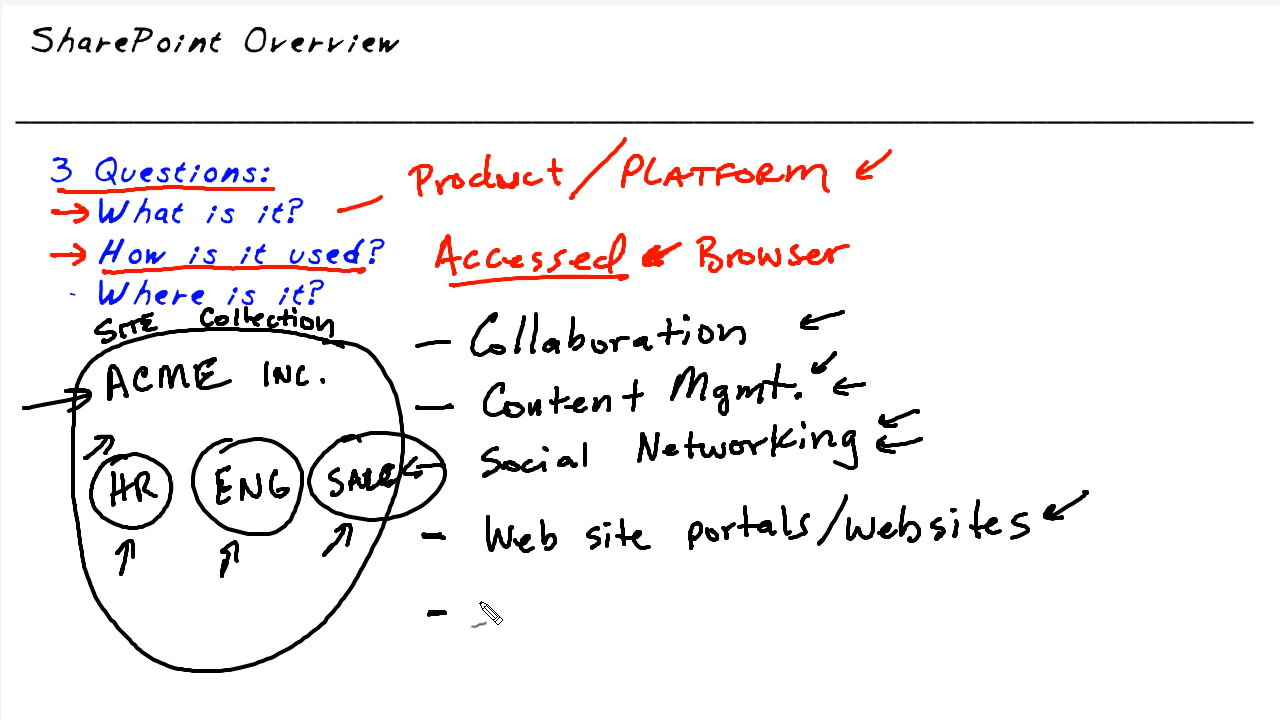 SharePoint Overview
3 Questions:
What is it?
How is it used?
Where is it?
Product/PLATFORM
Accessed Browser
SITE Collection
ACME INC.
HR
ENG
SALES
- Collaboration
- Content Mgmt.
Social Networking
- Web site portals/websites
-